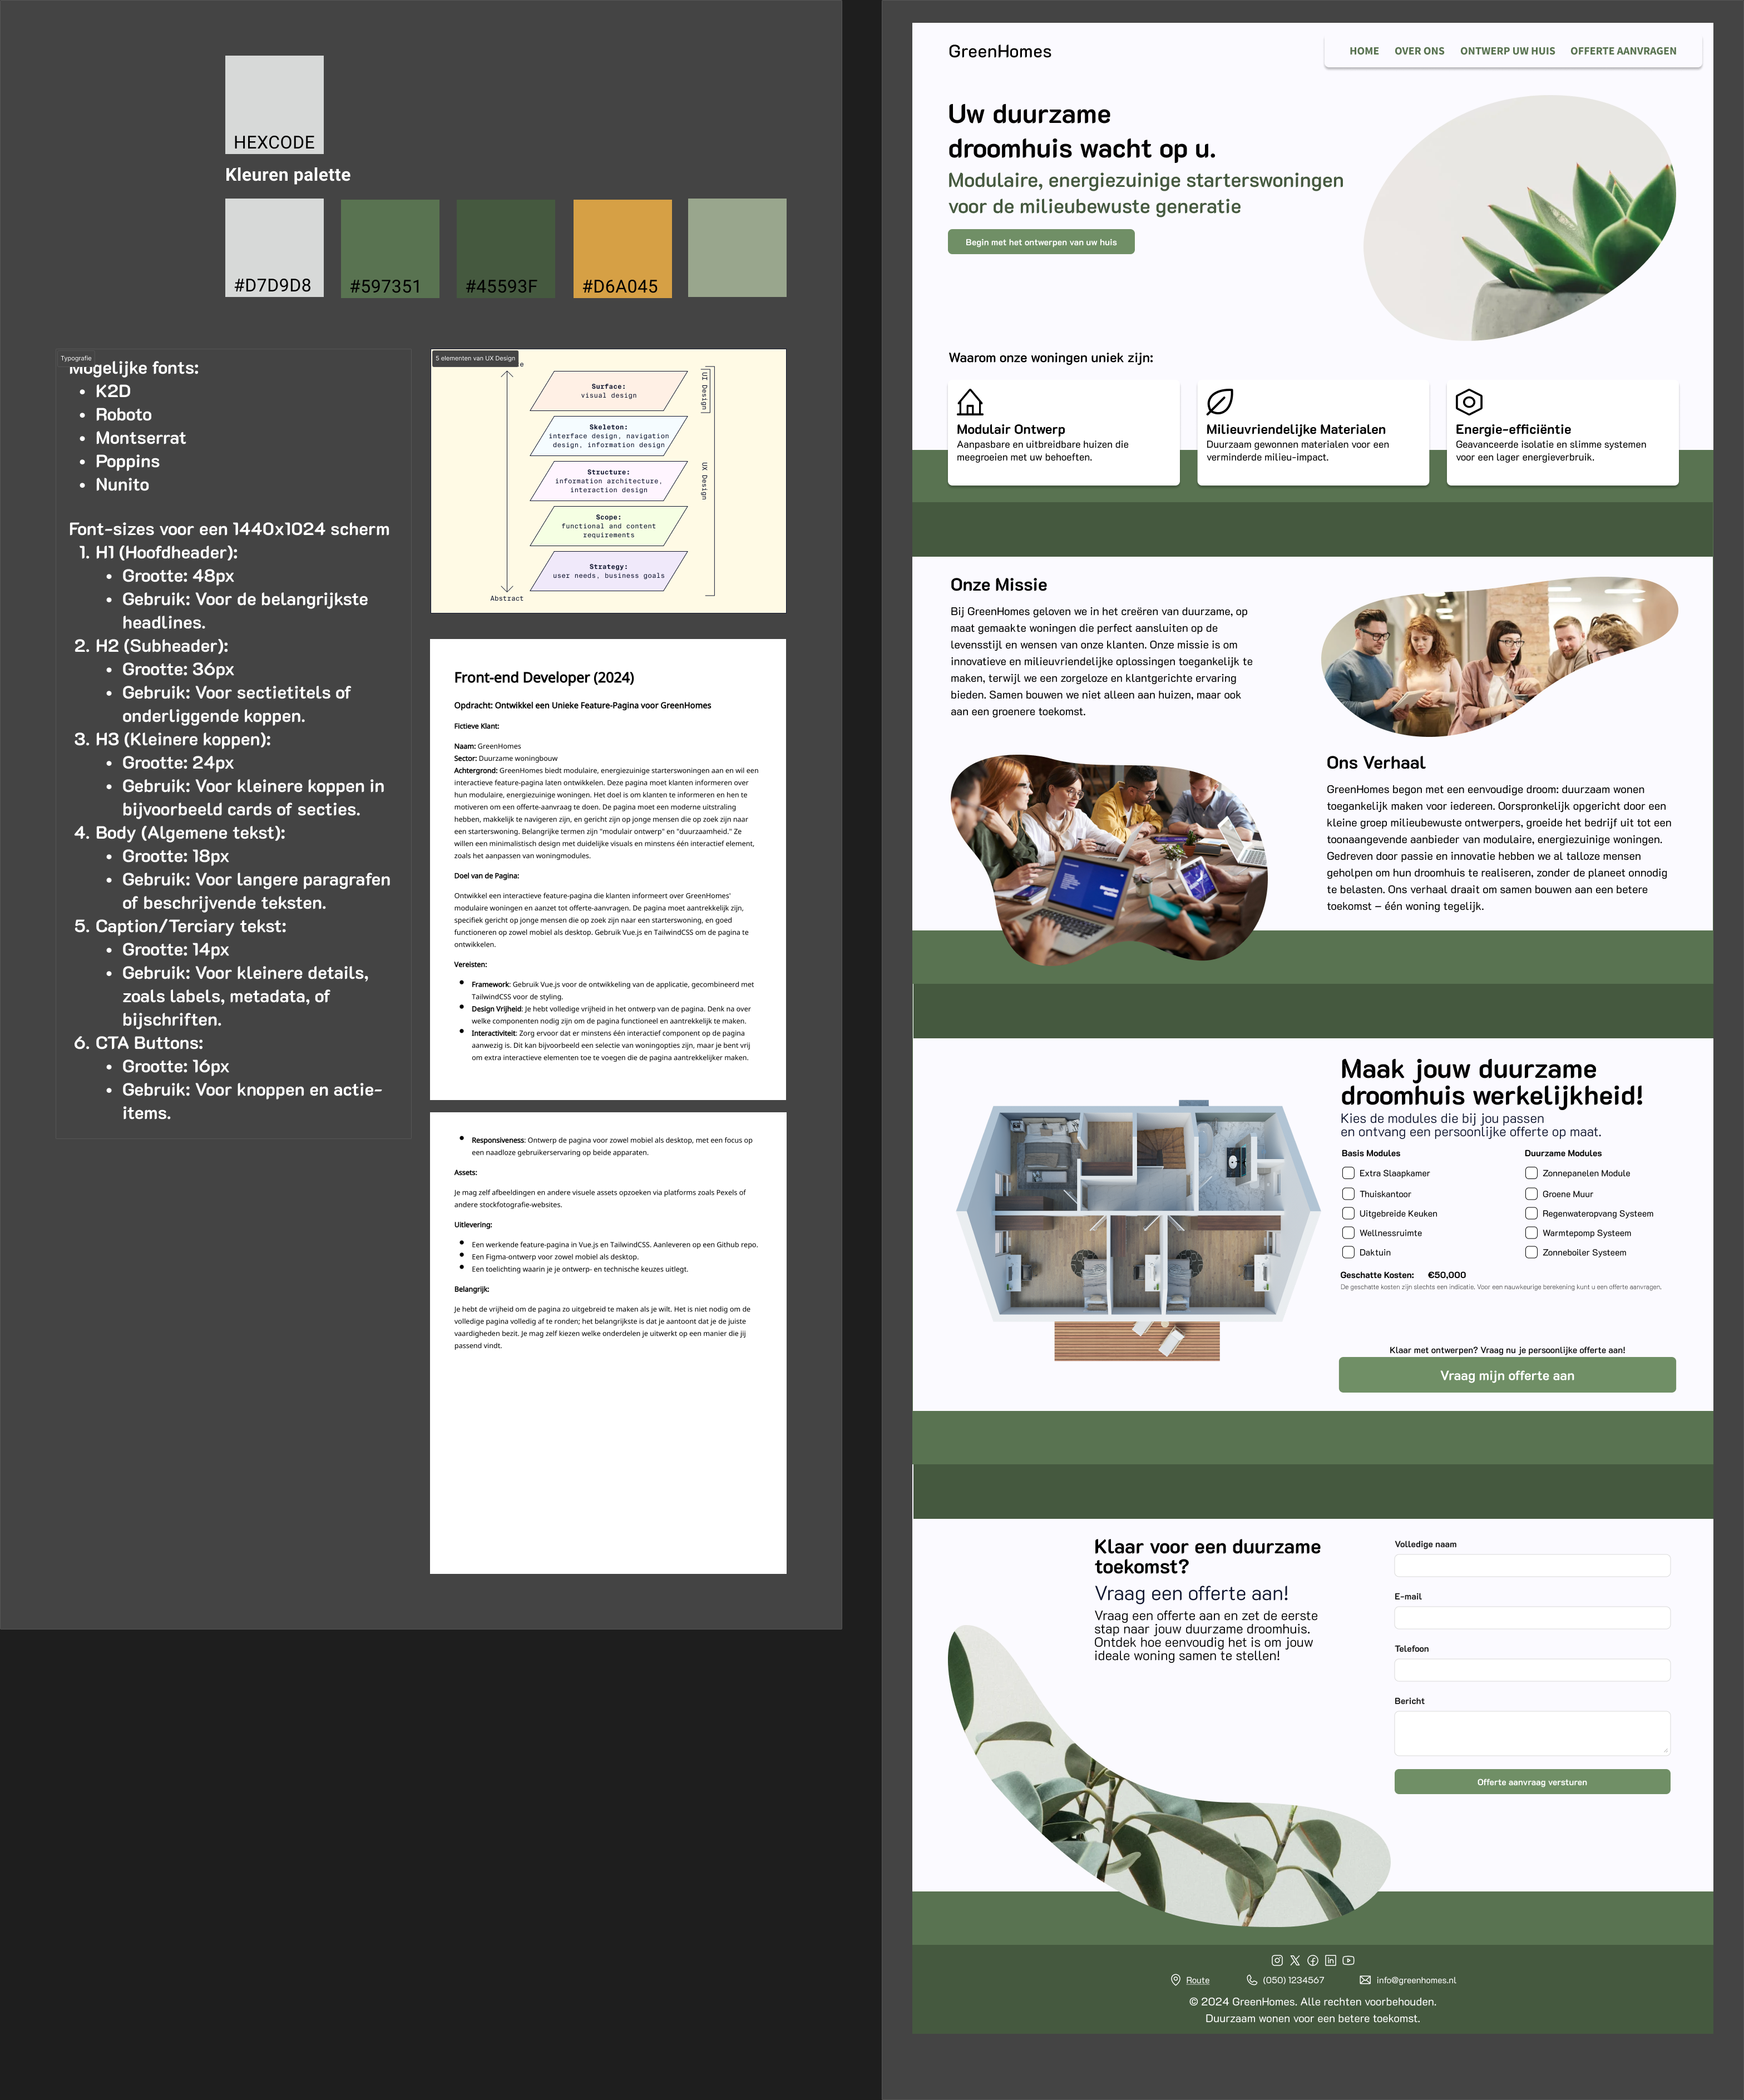 HEXCODE
Kleuren palette
#D7D9D8
#597351
#45593F
#D6A045
Typografie
Mogelijke fonts:
K2D
Roboto
Montserrat
Poppins
Nunito
Font-sizes voor een 1440x1024 scherm
1. H1 (Hoofdheader):
Grootte: 48px
Gebruik: Voor de belangrijkste
headlines.
2. H2 (Subheader):
Grootte: 36px
Gebruik: Voor sectietitels of
onderliggende koppen.
3. H3 (Kleinere koppen):
Grootte: 24px
Gebruik: Voor kleinere koppen in
bijvoorbeeld cards of secties.
4. Body (Algemene tekst):
Grootte: 18px
Gebruik: Voor langere paragrafen
of beschrijvende teksten.
5. Caption/Terciary tekst:
Grootte: 14px
Gebruik: Voor kleinere details,
zoals labels, metadata, of
bijschriften.
6. CTA Buttons:
Grootte: 16px
Gebruik: Voor knoppen en actie-
items.
5 elementen van UX Design
Surface:
visual design
Skeleton:
interface design, navigation
design, information design
Structure:
information architecture,
interaction design
Scope:
functional and content
requirements
Strategy:
user needs, business goals
Abstract
UI Design
UX Design
Front-end Developer (2024)
Opdracht: Ontwikkel een Unieke Feature-Pagina voor GreenHomes
Fictieve Klant:
Naam: GreenHomes
Sector: Duurzame woningbouw
Achtergrond: GreenHomes biedt modulaire, energiezuinige starterswoningen aan en wil een
interactieve feature-pagina laten ontwikkelen. Deze pagina moet klanten informeren over
hun modulaire, energiezuinige woningen. Het doel is om klanten te informeren en hen te
motiveren om een offerte-aanvraag te doen. De pagina moet een moderne uitstraling
hebben, makkelijk te navigeren zijn, en gericht zijn op jonge mensen die op zoek zijn naar
een starterswoning. Belangrijke termen zijn "modulair ontwerp" en "duurzaamheid." Ze
willen een minimalistisch design met duidelijke visuals en minstens één interactief element,
zoals het aanpassen van woningmodules.
Doel van de Pagina:
Ontwikkel een interactieve feature-pagina die klanten informeert over GreenHomes'
modulaire woningen en aanzet tot offerte-aanvragen. De pagina moet aantrekkelijk zijn,
specifiek gericht op jonge mensen die op zoek zijn naar een starterswoning, en goed
functioneren op zowel mobiel als desktop. Gebruik Vue.js en TailwindCSS om de pagina te
ontwikkelen.
Vereisten:
Framework: Gebruik Vue.js voor de ontwikkeling van de applicatie, gecombineerd met
TailwindCSS voor de styling.
Design Vrijheid: Je hebt volledige vrijheid in het ontwerp van de pagina. Denk na over
welke componenten nodig zijn om de pagina functioneel en aantrekkelijk te maken.
Interactiviteit: Zorg ervoor dat er minstens één interactief component op de pagina
aanwezig is. Dit kan bijvoorbeeld een selectie van woningopties zijn, maar je bent vrij
om extra interactieve elementen toe te voegen die de pagina aantrekkelijker maken.
Responsiveness: Ontwerp de pagina voor zowel mobiel als desktop, met een focus op
een naadloze gebruikerservaring op beide apparaten.
Assets:
Je mag zelf afbeeldingen en andere visuele assets opzoeken via platforms zoals Pexels of
andere stockfotografie-websites.
Uitlevering:
Een werkende feature-pagina in Vue.js en TailwindCSS. Aanleveren op een Github repo.
Een Figma-ontwerp voor zowel mobiel als desktop.
Een toelichting waarin je je ontwerp- en technische keuzes uitlegt.
Belangrijk:
Je hebt de vrijheid om de pagina zo uitgebreid te maken als je wilt. Het is niet nodig om de
volledige pagina volledig af te ronden; het belangrijkste is dat je aantoont dat je de juiste
vaardigheden bezit. Je mag zelf kiezen welke onderdelen je uitwerkt op een manier die jij
passend vindt.
GreenHomes
HOME OVER ONS ONTWERP UW HUIS OFFERTE AANVRAGEN
Uw duurzame
droomhuis wacht op u.
Modulaire, energiezuinige starterswoningen
voor de milieubewuste generatie
Begin met het ontwerpen van uw huis
Waarom onze woningen uniek zijn:
Modulair Ontwerp
Aanpasbare en uitbreidbare huizen die
meegroeien met uw behoeften.
Milieuvriendelijke Materialen
Duurzaam gewonnen materialen voor een
verminderde milieu-impact.
Energie-efficiëntie
Geavanceerde isolatie en slimme systemen
voor een lager energieverbruik.
Onze Missie
Bij GreenHomes geloven we in het creëren van duurzame, op
maat gemaakte woningen die perfect aansluiten op de
levensstijl en wensen van onze klanten. Onze missie is om
innovatieve en milieuvriendelijke oplossingen toegankelijk te
maken, terwijl we een zorgeloze en klantgerichte ervaring
bieden. Samen bouwen we niet alleen aan huizen, maar ook
aan een groenere toekomst.
Ons Verhaal
GreenHomes begon met een eenvoudige droom: duurzaam wonen
toegankelijk maken voor iedereen. Oorspronkelijk opgericht door een
kleine groep milieubewuste ontwerpers, groeide het bedrijf uit tot een
toonaangevende aanbieder van modulaire, energiezuinige woningen.
Gedreven door passie en innovatie hebben we al talloze mensen
geholpen om hun droomhuis te realiseren, zonder de planeet onnodig
te belasten. Ons verhaal draait om samen bouwen aan een betere
toekomst – één woning tegelijk.
Maak jouw duurzame
droomhuis werkelijkheid!
Kies de modules die bij jou passen
en ontvang een persoonlijke offerte op maat.
Basis Modules
Extra Slaapkamer
Thuiskantoor
Uitgebreide Keuken
Wellnessruimte
Daktuin
Duurzame Modules
Zonnepanelen Module
Groene Muur
Regenwateropvang Systeem
Warmtepomp Systeem
Zonneboiler Systeem
Geschatte Kosten: €50,000
De geschatte kosten zijn slechts een indicatie. Voor een nauwkeurige berekening kunt u een offerte aanvragen.
Klaar met ontwerpen? Vraag nu je persoonlijke offerte aan!
Vraag mijn offerte aan
Klaar voor een duurzame
toekomst?
Vraag een offerte aan!
Vraag een offerte aan en zet de eerste
stap naar jouw duurzame droomhuis.
Ontdek hoe eenvoudig het is om jouw
ideale woning samen te stellen!
Volledige naam
E-mail
Telefoon
Bericht
Offerte aanvraag versturen
Route (050) 1234567 info@greenhomes.nl
© 2024 GreenHomes. Alle rechten voorbehouden.
Duurzaam wonen voor een betere toekomst.